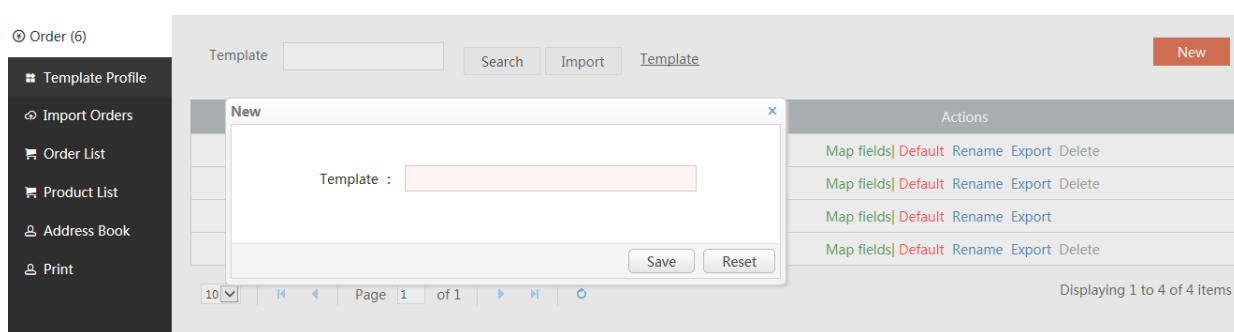 Order (6)
Template Profile
Import Orders
Order List
Product List
Address Book
Print
Template
Search
Import
Template
New
New
×
Template :
Save
Reset
Actions
Map fields| Default Rename Export Delete
Map fields| Default Rename Export Delete
Map fields| Default Rename Export
Map fields| Default Rename Export Delete
10
Page 1 of 1
Displaying 1 to 4 of 4 items